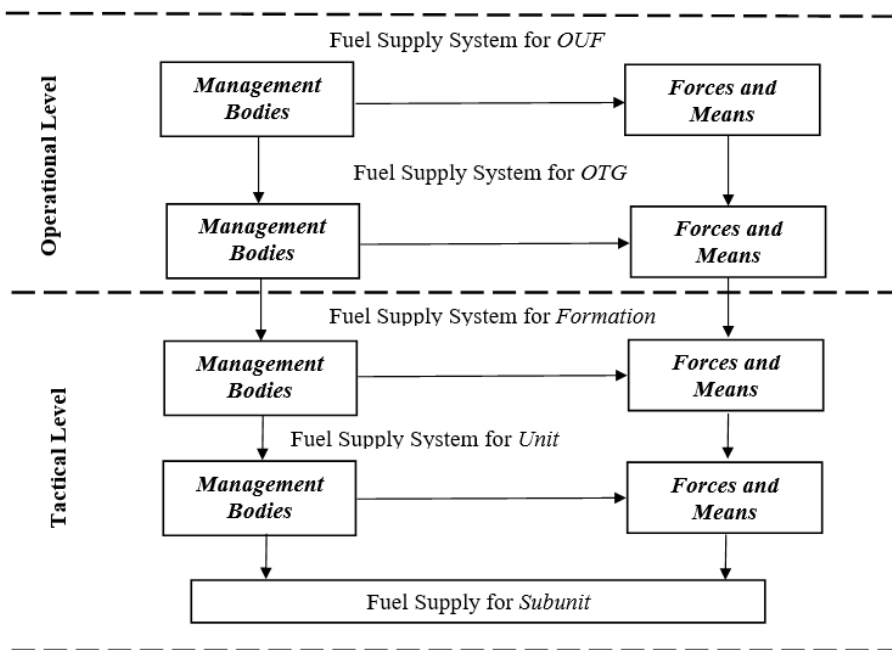 Fuel Supply System for OUF
Management
Bodies
Forces and
Means
Operational Level
Fuel Supply System for OTG
Management
Bodies
Forces and
Means
Fuel Supply System for Formation
Management
Bodies
Forces and
Means
Tactical Level
Fuel Supply System for Unit
Management
Bodies
Forces and
Means
Fuel Supply for Subunit